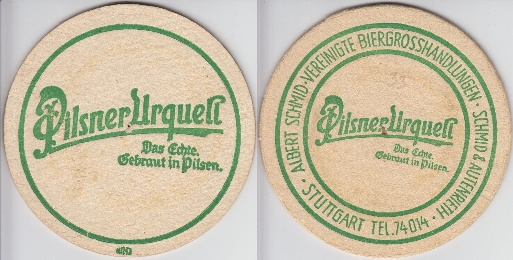 Pilsner Urquell
Das Echte.
Gebraut in Pilsen.
ALBERT SCHMID · VEREINIGTE BIERGROSSHANDLUNGEN · SCHMID & AUTENRIETH ·
STUTTGART TEL. 74014 ·
Pilsner Urquell
Das Echte.
Gebraut in Pilsen.